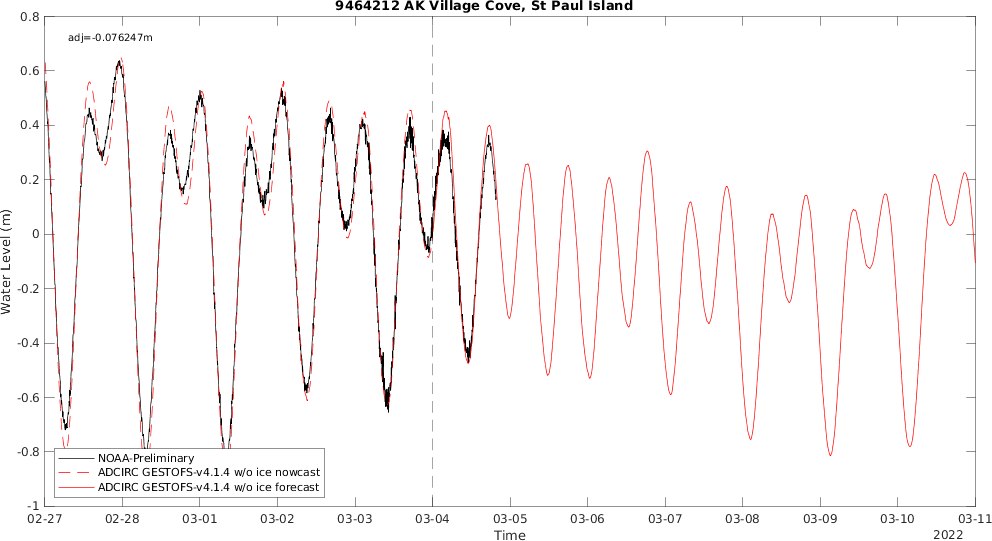 9464212 AK Village Cove, St Paul Island
adj=-0.076247m
Water Level (m)
0.8
0.6
0.4
0.2
0
-0.2
-0.4
-0.6
-0.8
-1
NOAA-Preliminary
ADCIRC GESTOFS-v4.1.4 w/o ice nowcast
ADCIRC GESTOFS-v4.1.4 w/o ice forecast
02-27 02-28 03-01 03-02 03-03 03-04 03-05 03-06 03-07 03-08 03-09 03-10 03-11
Time
2022